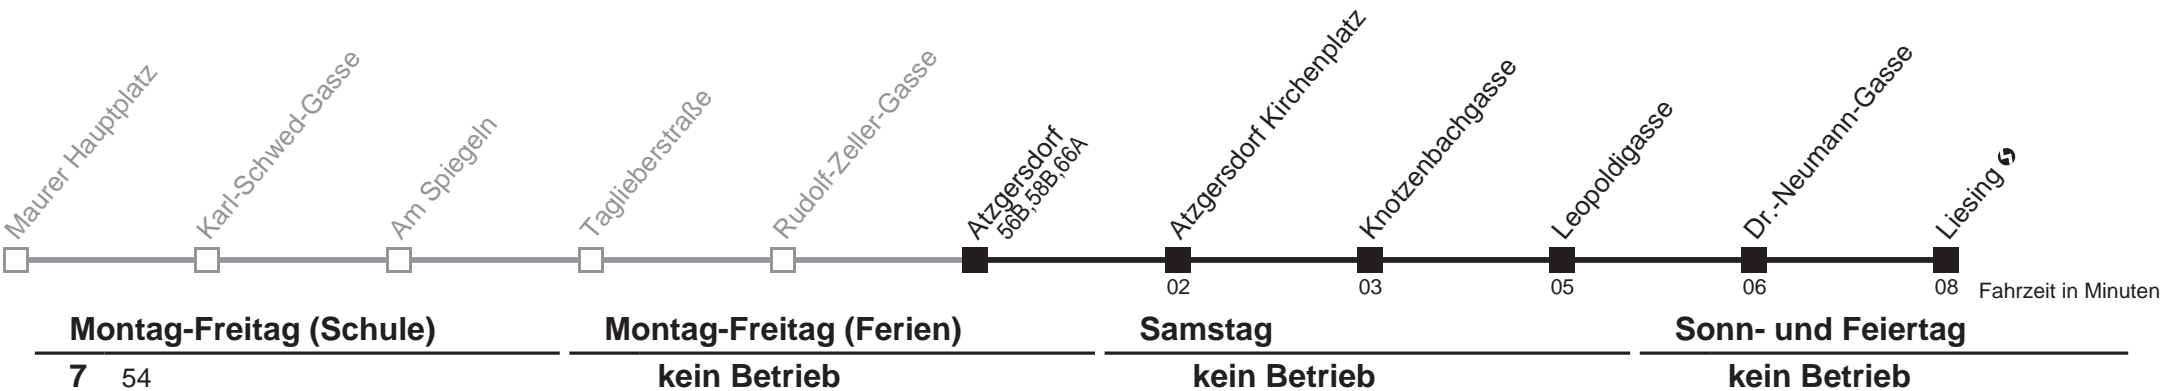 Maurer Hauptplatz
Karl-Schwed-Gasse
Am Spiegeln
Taglieberstraße
Rudolf-Zeller-Gasse
Atzgersdorf
56B,58B,66A
Atzgersdorf Kirchenplatz
Knotzenbachgasse
Leopoldigasse
Dr.-Neumann-Gasse
Liesing
02 03 05 06 08 Fahrzeit in Minuten
Montag-Freitag (Schule) Montag-Freitag (Ferien) Samstag Sonn- und Feiertag
7 54 kein Betrieb kein Betrieb kein Betrieb